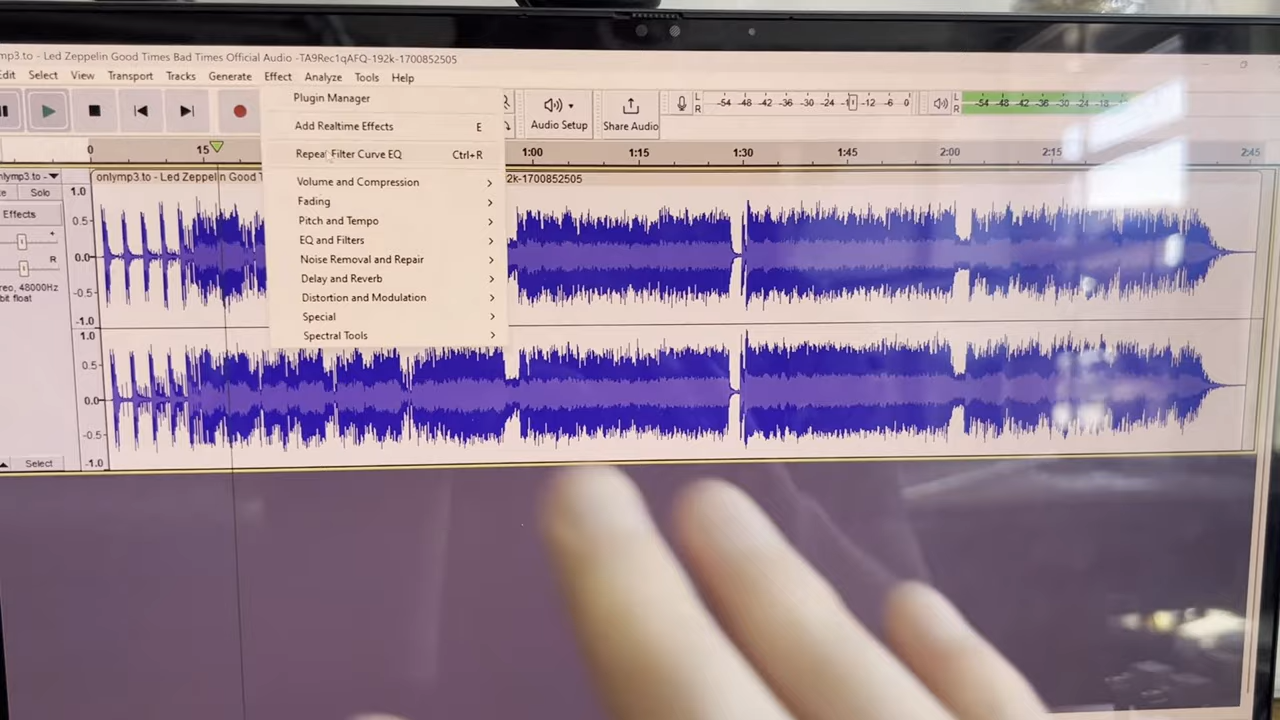 mp3.to - Led Zeppelin Good Times Bad Times Official Audio -TA9Rec1qAFQ-192k-1700852505
Edit Select View Transport Tracks Generate Effect Analyze Tools Help
Plugin Manager
Add Realtime Effects E
Repeat Filter Curve EQ Ctrl+R
Volume and Compression
Fading
Pitch and Tempo
EQ and Filters
Noise Removal and Repair
Delay and Reverb
Distortion and Modulation
Special
Spectral Tools
Audio Setup
Share Audio
L
R
-54 -48 -42 -36 -30 -24 -12 -6 0
L
R
-54 -48 -42 -36 -30 -24 -18
0 15 1:00 1:15 1:30 1:45 2:00 2:15 2:45
onlymp3.to - Led Zeppelin Good T
2k-1700852505
nlymp3.to -
Solo
Effects
R
reo, 48000Hz
bit float
Select
1.0
0.5
0.0
-0.5
-1.0
1.0
0.5
0.0
-0.5
-1.0